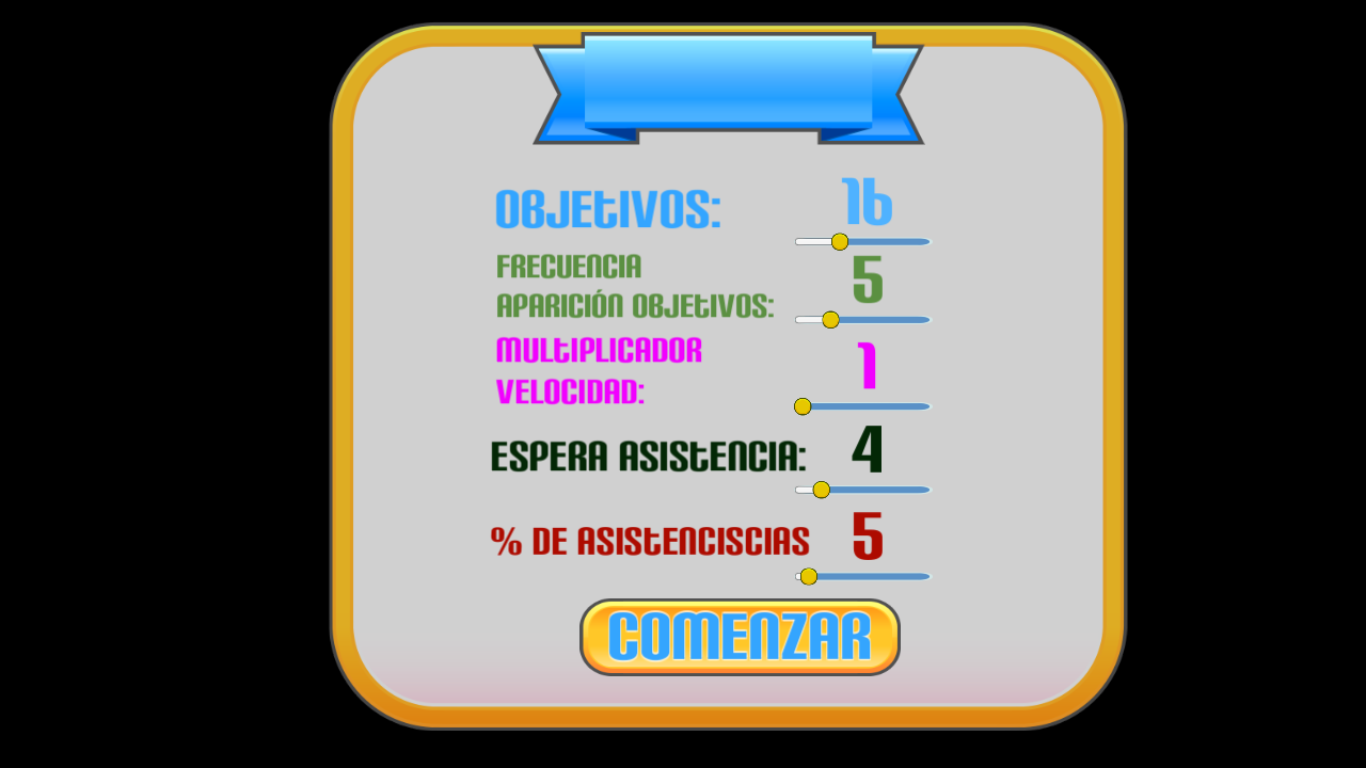 OBJETIVOS: 16
FRECUENCIA
APARICIÓN OBJETIVOS: 5
MULTIPLICADOR
VELOCIDAD: 1
ESPERA ASISTENCIA: 4
% DE ASISTENCISCIAS 5
COMENZAR